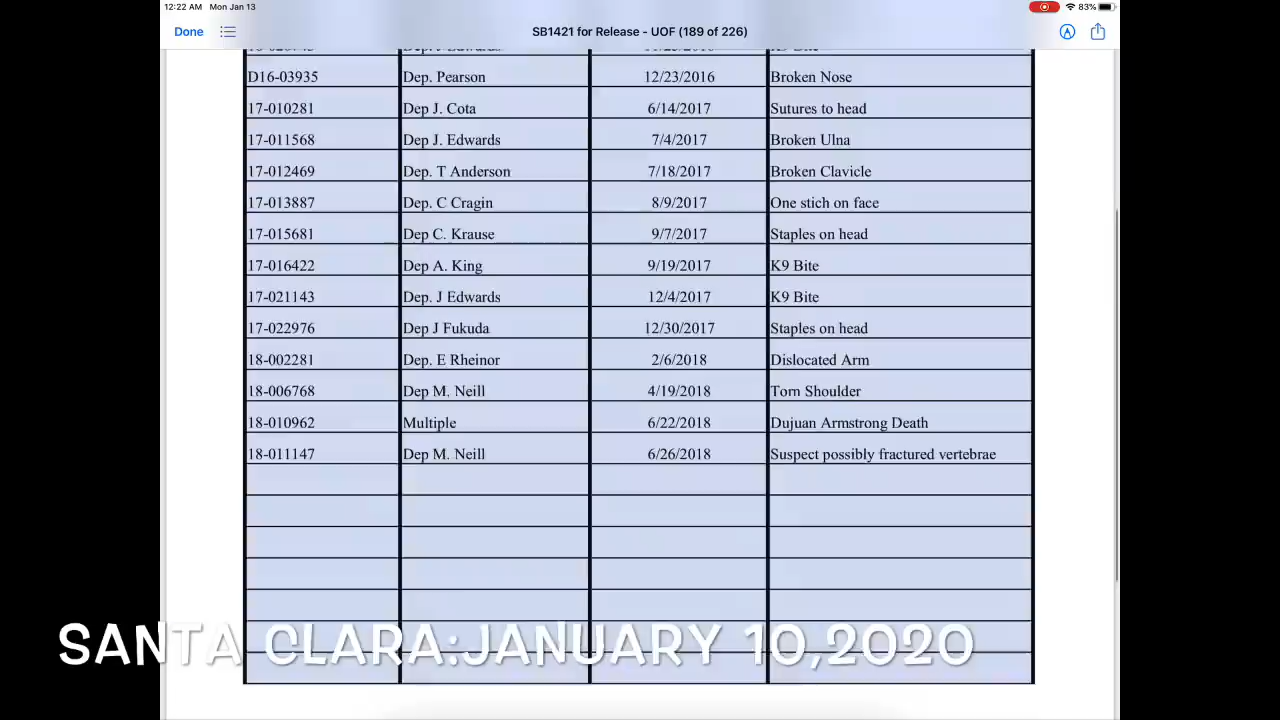 12:22 AM Mon Jan 13 83%
Done SB1421 for Release - UOF (189 of 226)
D16-03935 Dep. Pearson 12/23/2016 Broken Nose
17-010281 Dep J. Cota 6/14/2017 Sutures to head
17-011568 Dep J. Edwards 7/4/2017 Broken Ulna
17-012469 Dep. T Anderson 7/18/2017 Broken Clavicle
17-013887 Dep. C Cragin 8/9/2017 One stich on face
17-015681 Dep C. Krause 9/7/2017 Staples on head
17-016422 Dep A. King 9/19/2017 K9 Bite
17-021143 Dep. J Edwards 12/4/2017 K9 Bite
17-022976 Dep J Fukuda 12/30/2017 Staples on head
18-002281 Dep. E Rheinor 2/6/2018 Dislocated Arm
18-006768 Dep M. Neill 4/19/2018 Torn Shoulder
18-010962 Multiple 6/22/2018 Dujuan Armstrong Death
18-011147 Dep M. Neill 6/26/2018 Suspect possibly fractured vertebrae
SANTA CLARA:JANUARY 10,2020